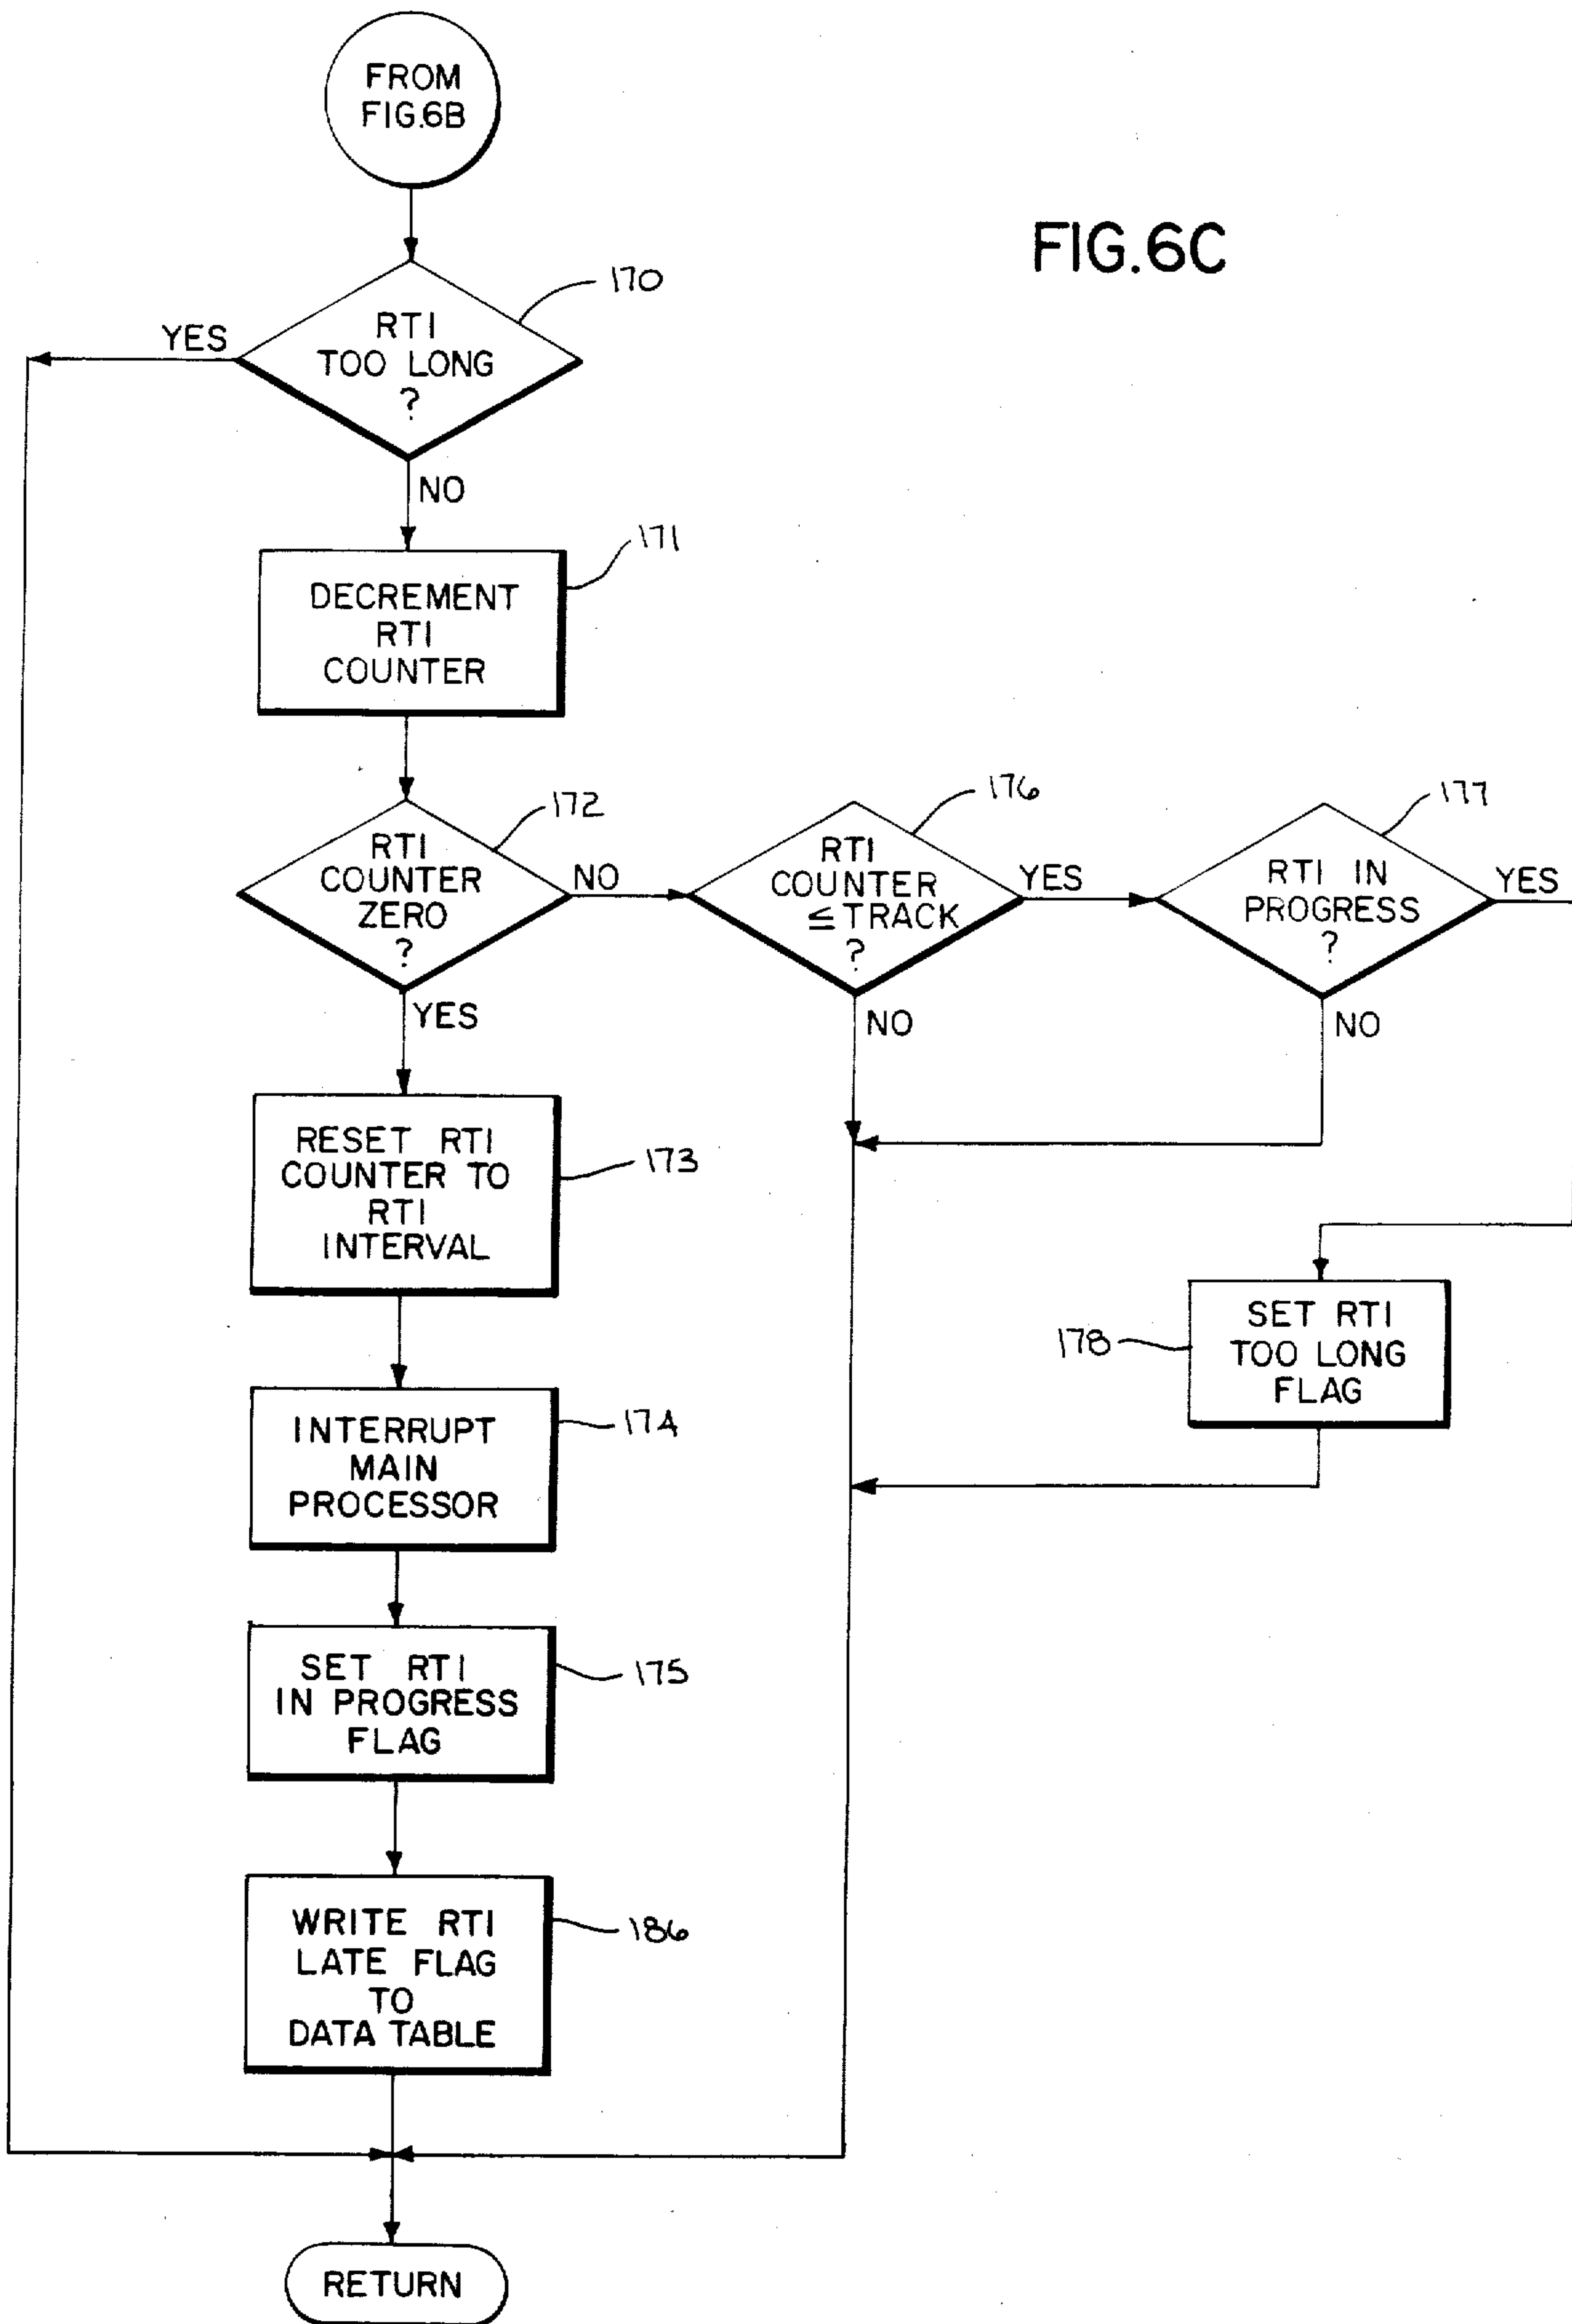 FROM
FIG.6B
FIG.6C
170
RTI
TOO LONG
?
YES
NO
171
DECREMENT
RTI
COUNTER
172
RTI
COUNTER
ZERO
?
NO
YES
176
RTI
COUNTER
≤ TRACK
?
YES
NO
177
RTI IN
PROGRESS
?
YES
NO
RESET RTI
COUNTER TO
RTI
INTERVAL
173
178
SET RTI
TOO LONG
FLAG
INTERRUPT
MAIN
PROCESSOR
174
SET RTI
IN PROGRESS
FLAG
175
WRITE RTI
LATE FLAG
TO
DATA TABLE
186
RETURN